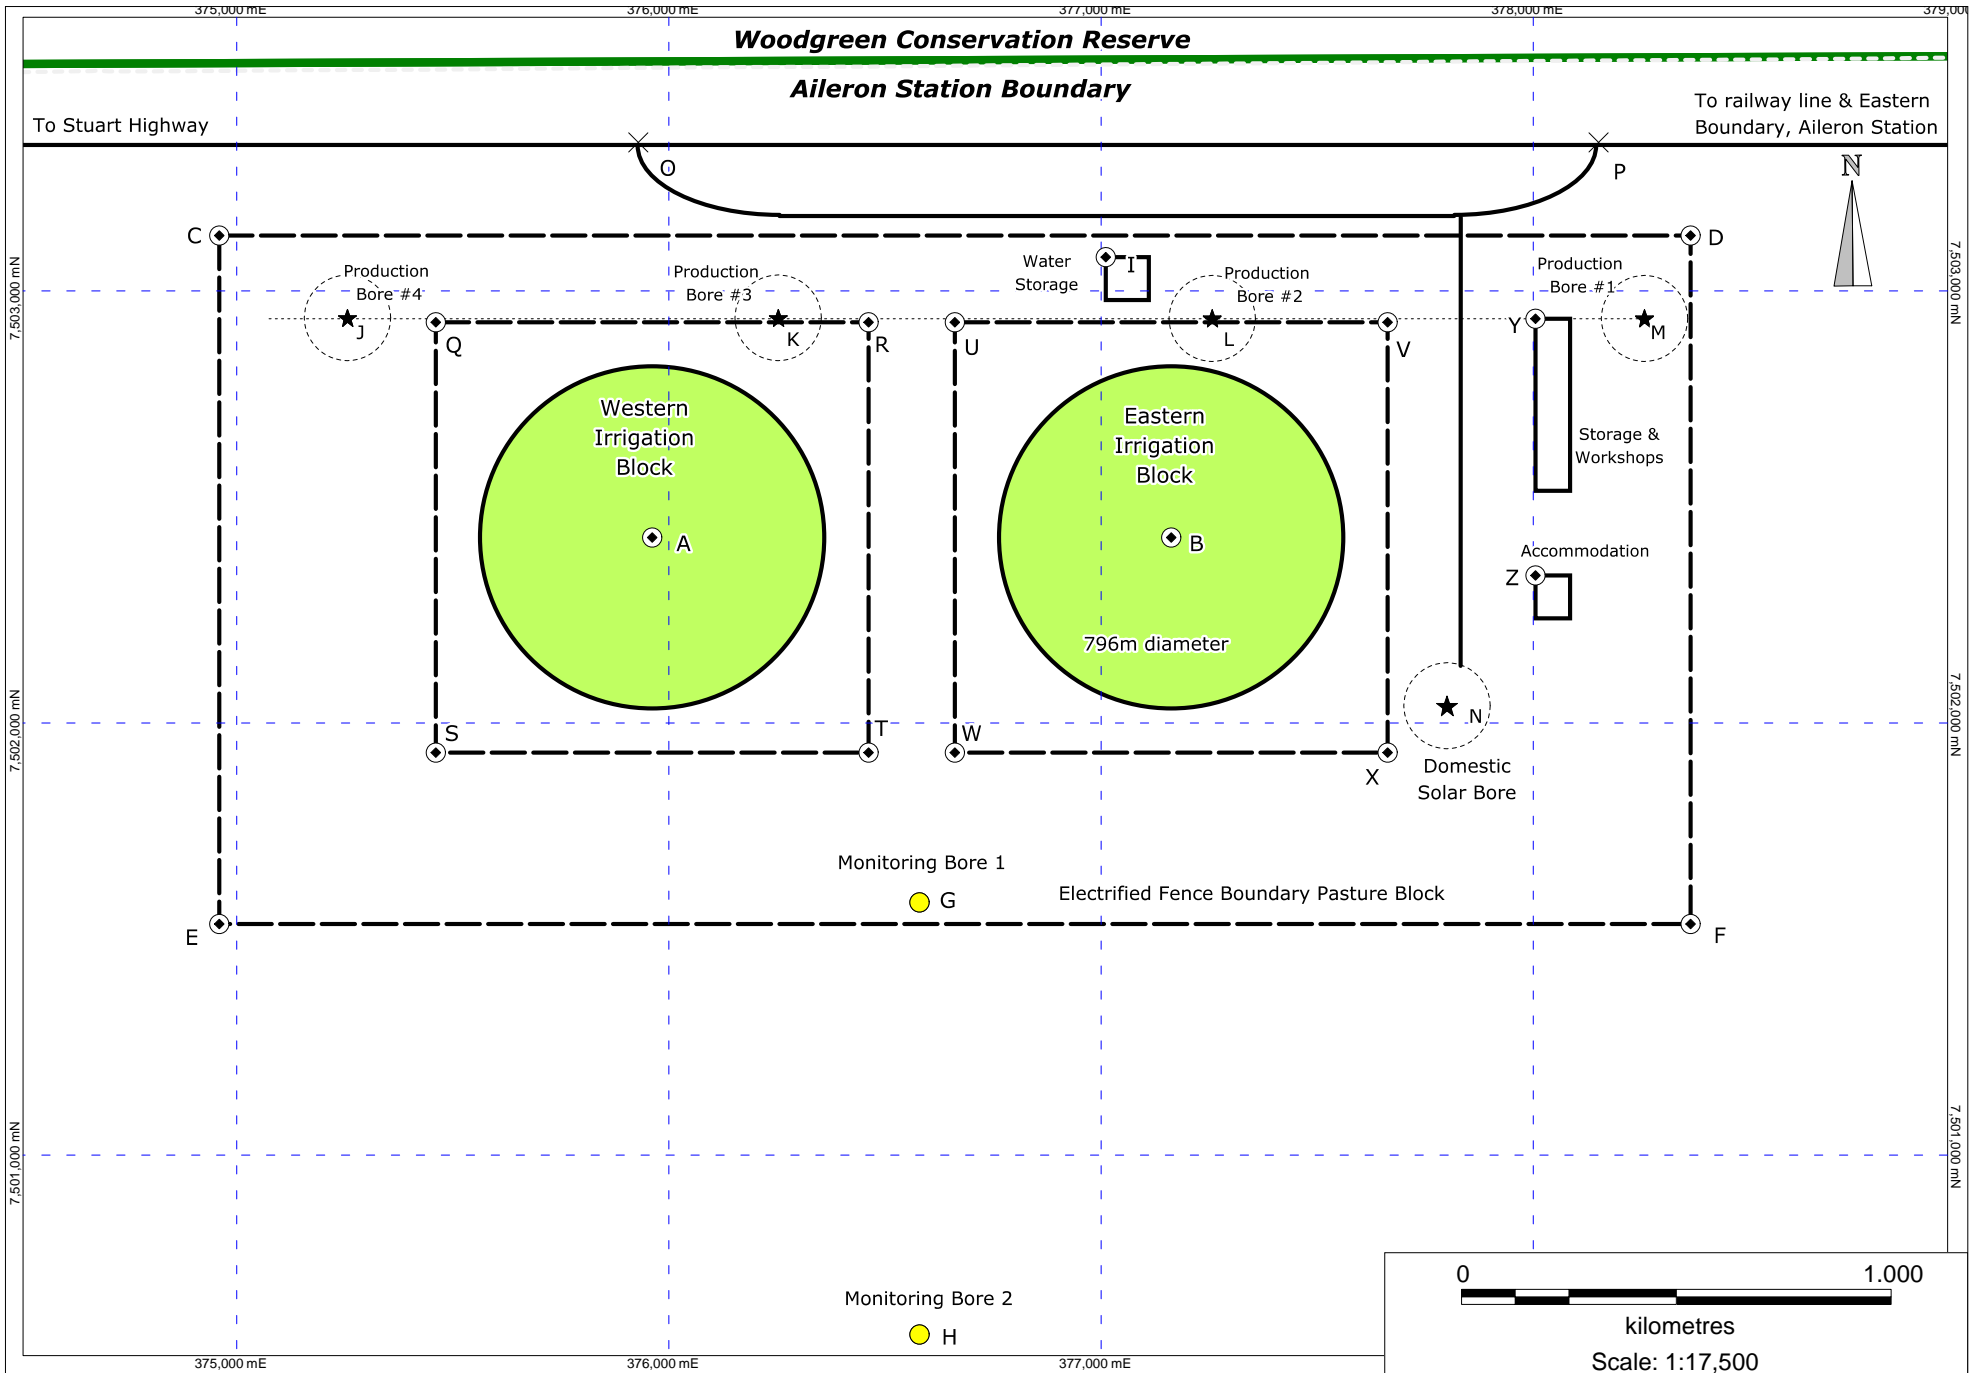 375,000 mE
376,000 mE
377,000 mE
378,000 mE
379,000
Woodgreen Conservation Reserve
Aileron Station Boundary
To Stuart Highway
To railway line & Eastern
Boundary, Aileron Station
O
P
N
C
D
7,503,000 mN
7,503,000 mN
Production
Bore #4
J
Production
Bore #3
K
Water
Storage
I
Production
Bore #2
L
Production
Bore #1
M
Q
R
U
V
Y
Western
Irrigation
Block
Eastern
Irrigation
Block
Storage &
Workshops
A
B
Accommodation
Z
796m diameter
7,502,000 mN
7,502,000 mN
S
T
W
X
N
Domestic
Solar Bore
Monitoring Bore 1
G
Electrified Fence Boundary Pasture Block
E
F
7,501,000 mN
7,501,000 mN
Monitoring Bore 2
H
0
1.000
kilometres
Scale: 1:17,500
375,000 mE
376,000 mE
377,000 mE